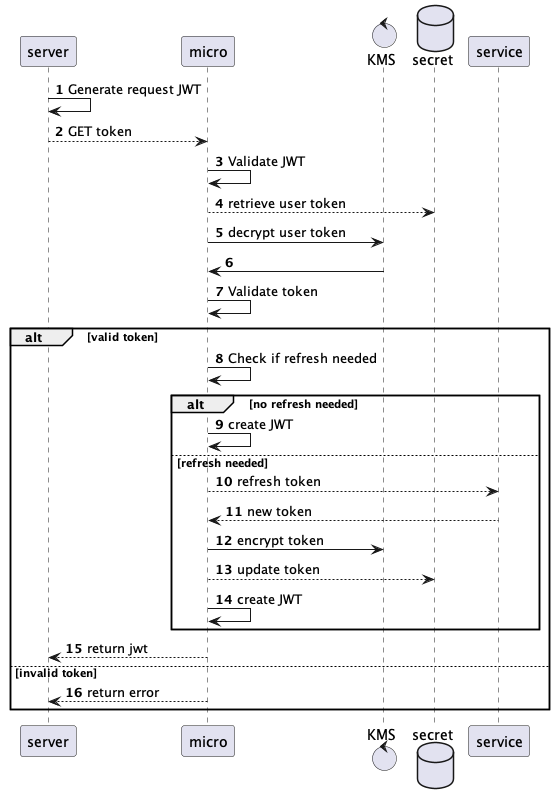 server
micro
KMS
secret
service
1 Generate request JWT
2 GET token
3 Validate JWT
4 retrieve user token
5 decrypt user token
6
7 Validate token
alt [valid token]
8 Check if refresh needed
alt [no refresh needed]
9 create JWT
[refresh needed]
10 refresh token
11 new token
12 encrypt token
13 update token
14 create JWT
15 return jwt
[invalid token]
16 return error
server
micro
KMS
secret
service